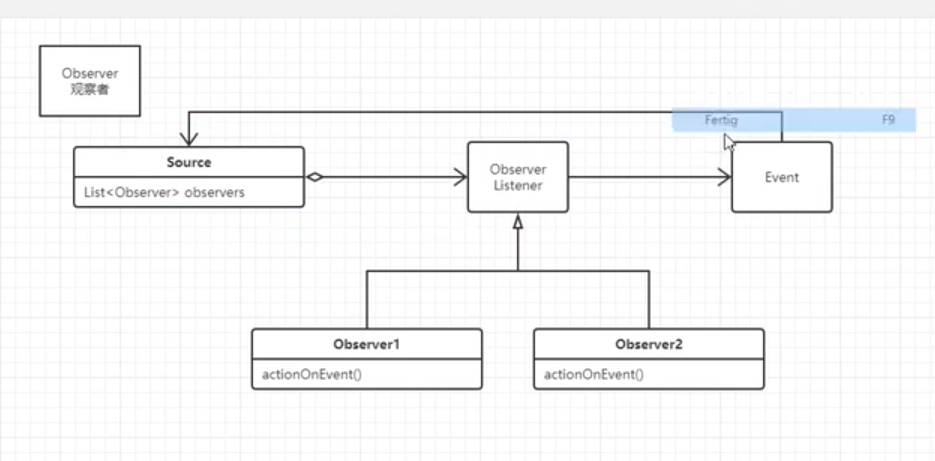 Observer
观察者
Fertig F9
Source
List<Observer> observers
Observer
Listener
Event
Observer1
actionOnEvent()
Observer2
actionOnEvent()